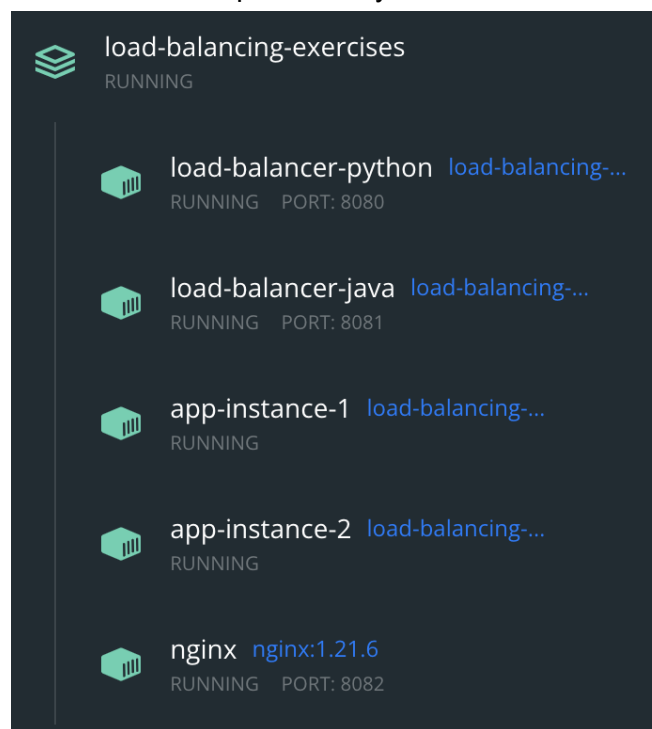 load-balancing-exercises
RUNNING
load-balancer-python load-balancing-...
RUNNING PORT: 8080
load-balancer-java load-balancing-...
RUNNING PORT: 8081
app-instance-1 load-balancing-...
RUNNING
app-instance-2 load-balancing-...
RUNNING
nginx nginx:1.21.6
RUNNING PORT: 8082